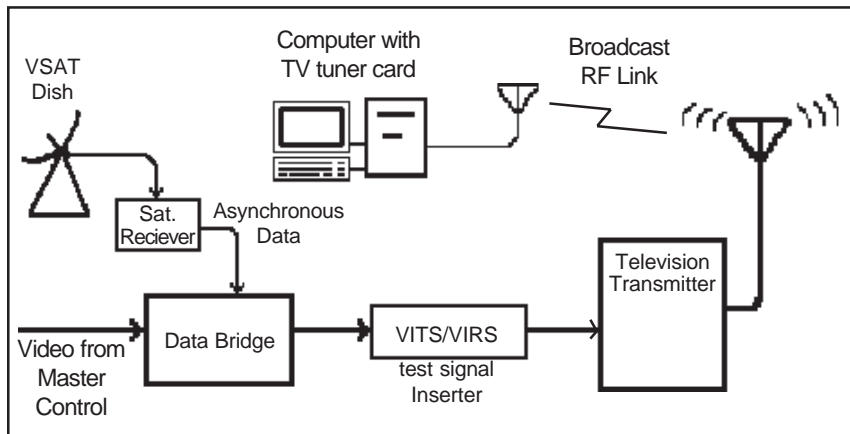 VSAT
Dish
Computer with
TV tuner card
Broadcast
RF Link
Sat.
Reciever
Asynchronous
Data
Television
Transmitter
Data Bridge
VITS/VIRS
test signal
Inserter
Video from
Master
Control